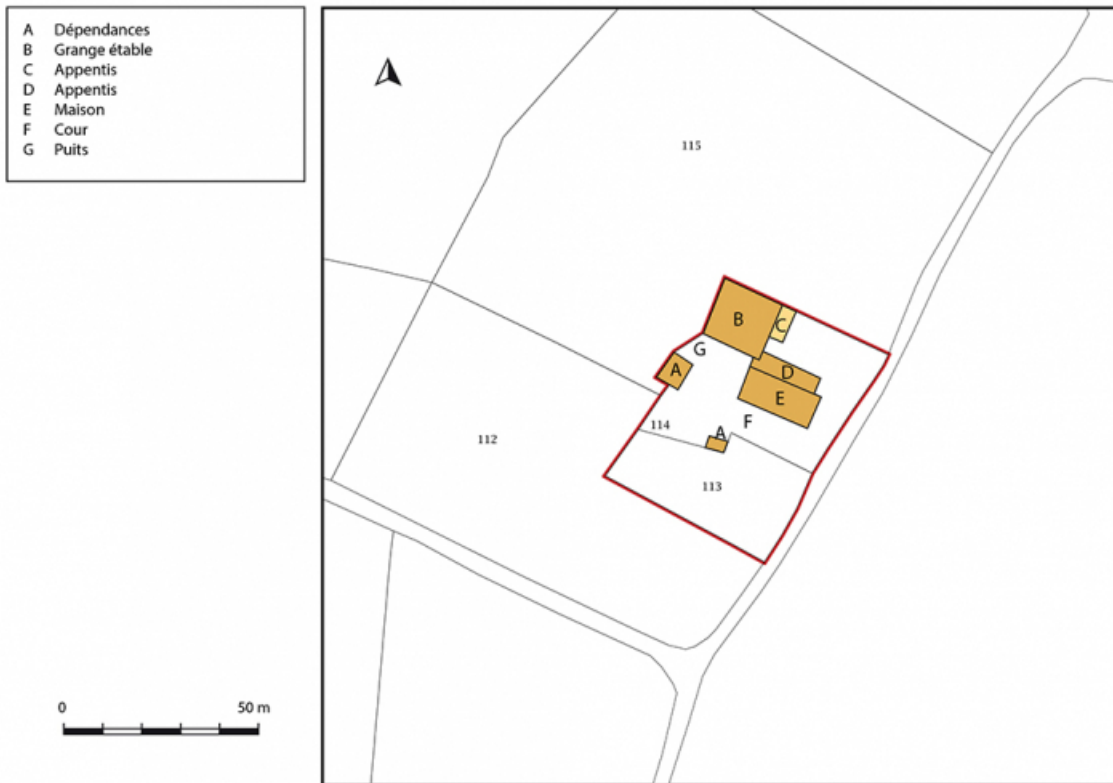 A Dépendances
B Grange étable
C Appentis
D Appentis
E Maison
F Cour
G Puits
115
B
C
G
A
D
E
F
A
114
112
113
0 50 m